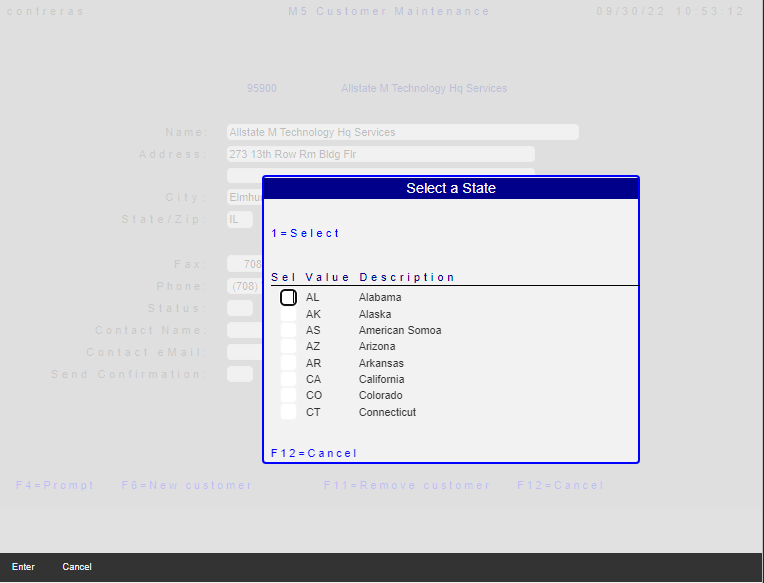 contreras M5 Customer Maintenance 09/30/22 10:53:12
95900 Allstate M Technology Hq Services
Name: Allstate M Technology Hq Services
Address: 273 13th Row Rm Bldg Flr
City: Elmhu
State/Zip: IL
Fax: 708
Phone: (708)
Status:
Contact Name:
Contact eMail:
Send Confirmation:
Select a State
1=Select
Sel Value Description
AL Alabama
AK Alaska
AS American Somoa
AZ Arizona
AR Arkansas
CA California
CO Colorado
CT Connecticut
F12=Cancel
F4=Prompt F6=New customer F11=Remove customer F12=Cancel
Enter Cancel